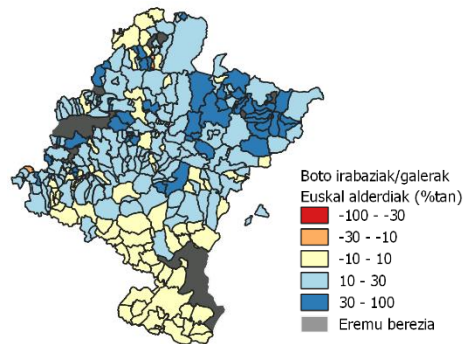 Boto irabaziak/galerak
Euskal alderdiak (%tan)
-100 - -30
-30 - -10
-10 - 10
10 - 30
30 - 100
Eremu berezia